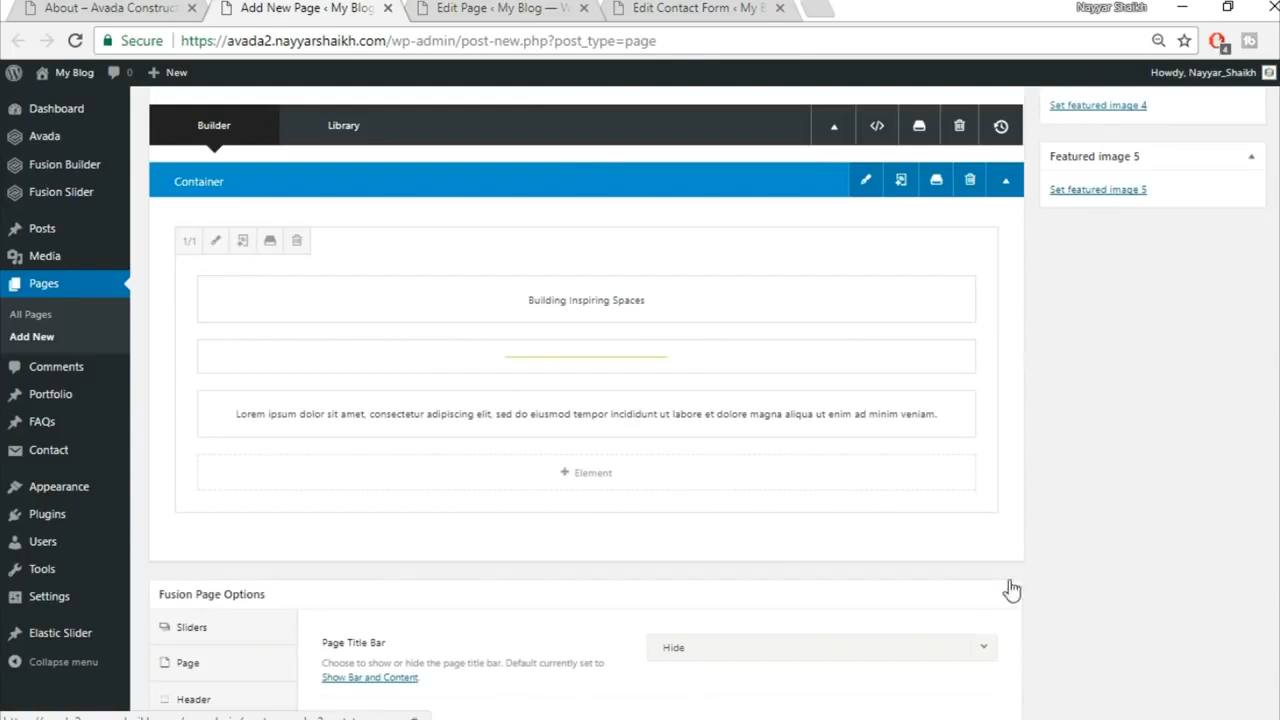 About – Avada Construct
Add New Page ‹ My Blog
Edit Page ‹ My Blog — W
Edit Contact Form ‹ My B
Nayyar Shaikh
Secure
https://avada2.nayyarshaikh.com/wp-admin/post-new.php?post_type=page
4
My Blog
0
New
Howdy, Nayyar_Shaikh
Dashboard
Avada
Fusion Builder
Fusion Slider
Posts
Media
Pages
All Pages
Add New
Comments
Portfolio
FAQs
Contact
Appearance
Plugins
Users
Tools
Settings
Elastic Slider
Collapse menu
Builder
Library
Container
1/1
Building Inspiring Spaces
Lorem ipsum dolor sit amet, consectetur adipiscing elit, sed do eiusmod tempor incididunt ut labore et dolore magna aliqua ut enim ad minim veniam.
+ Element
Fusion Page Options
Sliders
Page
Header
Page Title Bar
Choose to show or hide the page title bar. Default currently set to
Show Bar and Content.
Hide
Set featured image 4
Featured image 5
Set featured image 5